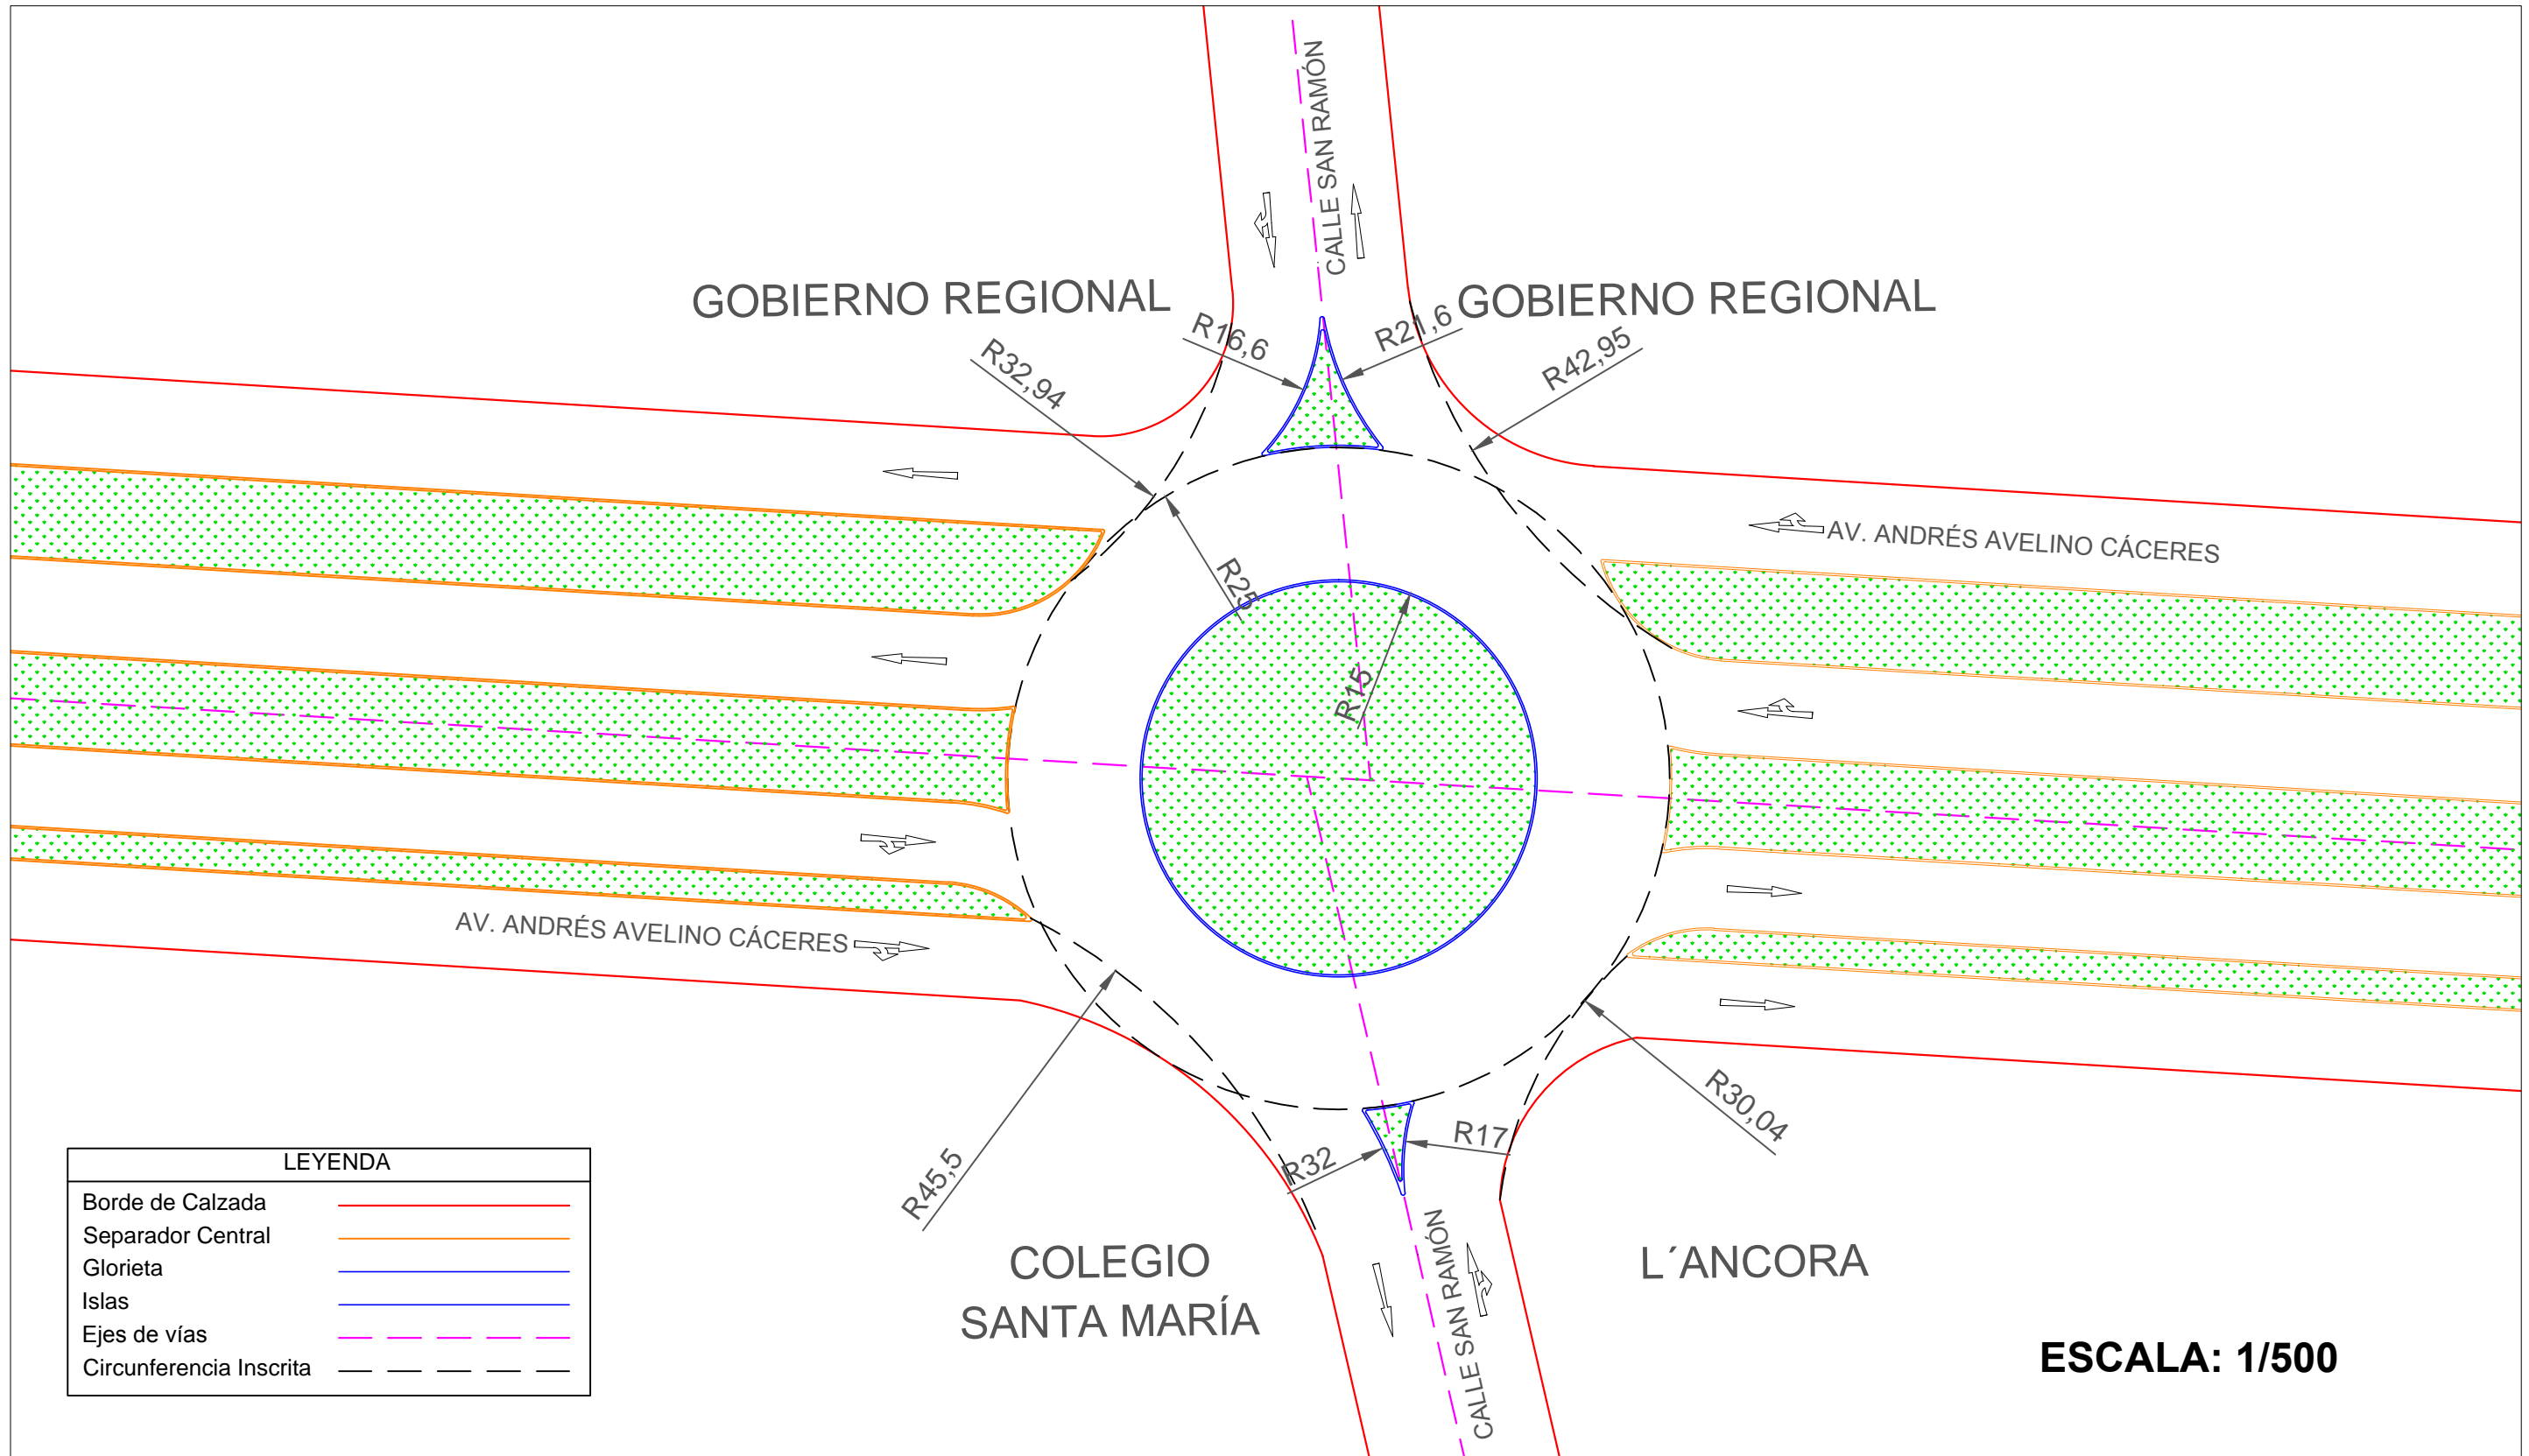 CALLE SAN RAMÓN
GOBIERNO REGIONAL
GOBIERNO REGIONAL
R16,6
R21,6
R32,94
R42,95
AV. ANDRÉS AVELINO CÁCERES
R25
R15
AV. ANDRÉS AVELINO CÁCERES
R45,5
R32
R17
R30,04
LEYENDA
Borde de Calzada
Separador Central
Glorieta
Islas
Ejes de vías
Circunferencia Inscrita
COLEGIO
SANTA MARÍA
CALLE SAN RAMÓN
L´ANCORA
ESCALA: 1/500